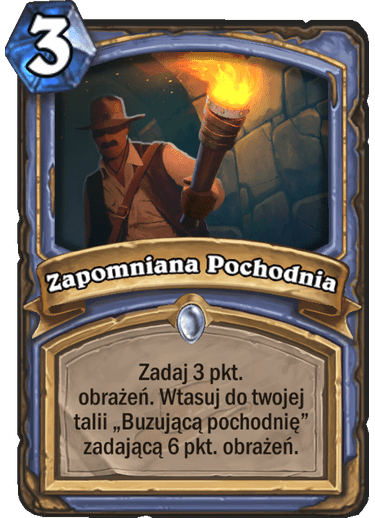 3
Zapomniana Pochodnia
Zadaj 3 pkt.
obrażeń. Wtasuj do twojej
talii „Buzującą pochodnię”
zadającą 6 pkt. obrażeń.